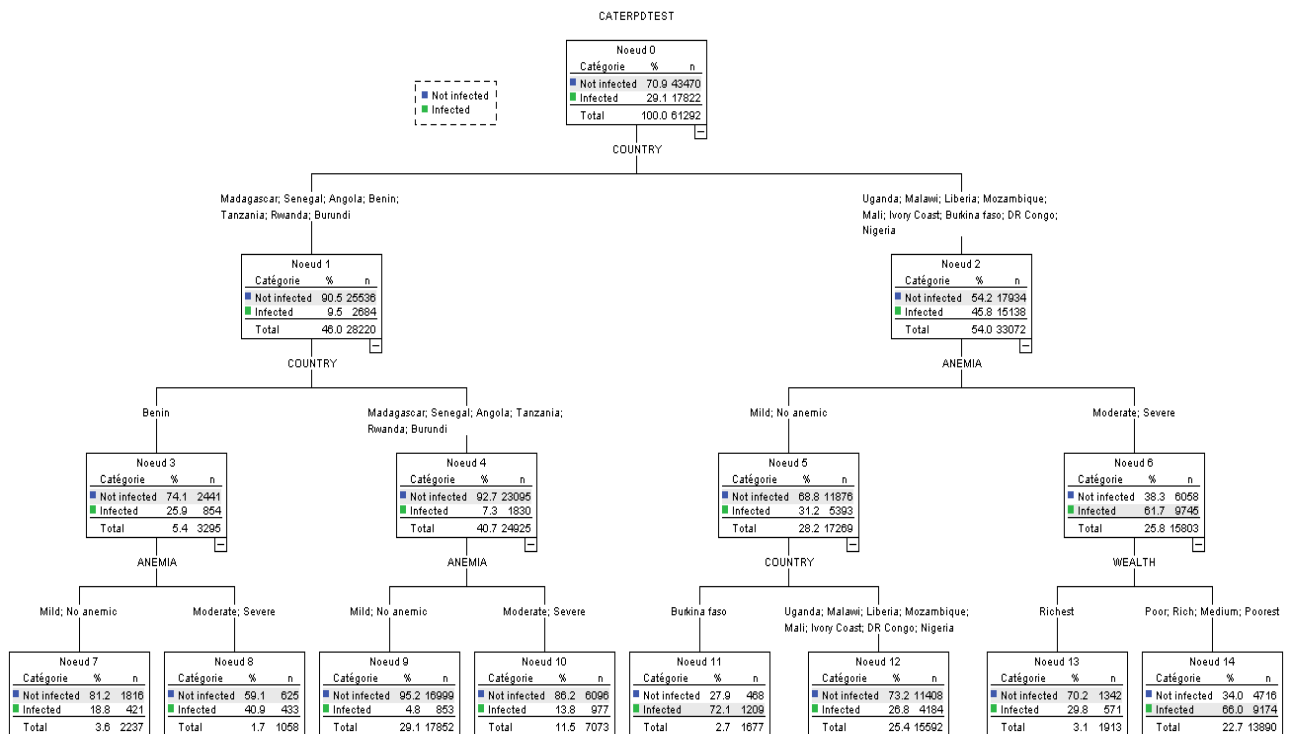 CATERPDTEST
Not infected
Infected
Noeud 0
Catégorie % n
Not infected 70.9 43470
Infected 29.1 17822
Total 100.0 61292
COUNTRY
Madagascar; Senegal; Angola; Benin;
Tanzania; Rwanda; Burundi
Uganda; Malawi; Liberia; Mozambique;
Mali; Ivory Coast; Burkina faso; DR Congo;
Nigeria
Noeud 1
Catégorie % n
Not infected 90.5 25536
Infected 9.5 2684
Total 46.0 28220
COUNTRY
Noeud 2
Catégorie % n
Not infected 54.2 17934
Infected 45.8 15138
Total 54.0 33072
ANEMIA
Benin
Madagascar; Senegal; Angola; Tanzania;
Rwanda; Burundi
Mild; No anemic
Moderate; Severe
Noeud 3
Catégorie % n
Not infected 74.1 2441
Infected 25.9 854
Total 5.4 3295
ANEMIA
Noeud 4
Catégorie % n
Not infected 92.7 23095
Infected 7.3 1830
Total 40.7 24925
ANEMIA
Noeud 5
Catégorie % n
Not infected 68.8 11876
Infected 31.2 5393
Total 28.2 17269
COUNTRY
Noeud 6
Catégorie % n
Not infected 38.3 6058
Infected 61.7 9745
Total 25.8 15803
WEALTH
Mild; No anemic
Moderate; Severe
Mild; No anemic
Moderate; Severe
Burkina faso
Uganda; Malawi; Liberia; Mozambique;
Mali; Ivory Coast; DR Congo; Nigeria
Richest
Poor; Rich; Medium; Poorest
Noeud 7
Catégorie % n
Not infected 81.2 1816
Infected 18.8 421
Total 3.6 2237
Noeud 8
Catégorie % n
Not infected 59.1 625
Infected 40.9 433
Total 1.7 1058
Noeud 9
Catégorie % n
Not infected 95.2 16999
Infected 4.8 853
Total 29.1 17852
Noeud 10
Catégorie % n
Not infected 86.2 6096
Infected 13.8 977
Total 11.5 7073
Noeud 11
Catégorie % n
Not infected 27.9 468
Infected 72.1 1209
Total 2.7 1677
Noeud 12
Catégorie % n
Not infected 73.2 11408
Infected 26.8 4184
Total 25.4 15592
Noeud 13
Catégorie % n
Not infected 70.2 1342
Infected 29.8 571
Total 3.1 1913
Noeud 14
Catégorie % n
Not infected 34.0 4716
Infected 66.0 9174
Total 22.7 13890